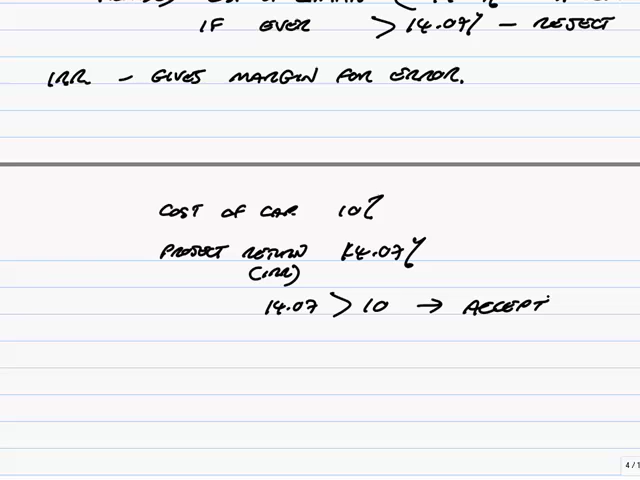 IF EVER > 14.07% - REJECT
IRR - GIVES MARGIN FOR ERROR.
COST OF CAP. 10%
PROJECT RETURN 14.07%
(IRR)
14.07 > 10 → ACCEPT
4/1